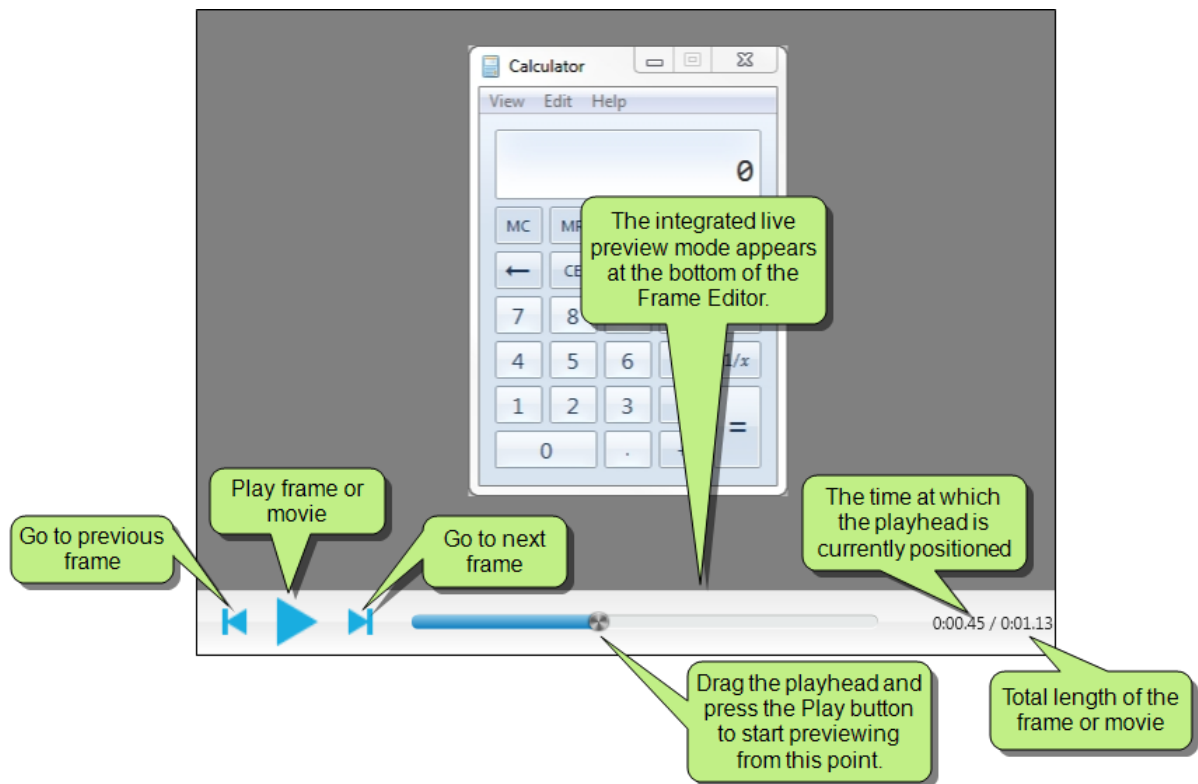 Calculator
View Edit Help
0
MC
The integrated live
preview mode appears
at the bottom of the
Frame Editor.
7 8
4 5 6 1/x
1 2 3
=
0 .
Play frame or
movie
Go to previous
frame
Go to next
frame
The time at which
the playhead is
currently positioned
0:00.45 / 0:01.13
Drag the playhead and
press the Play button
to start previewing
from this point.
Total length of the
frame or movie